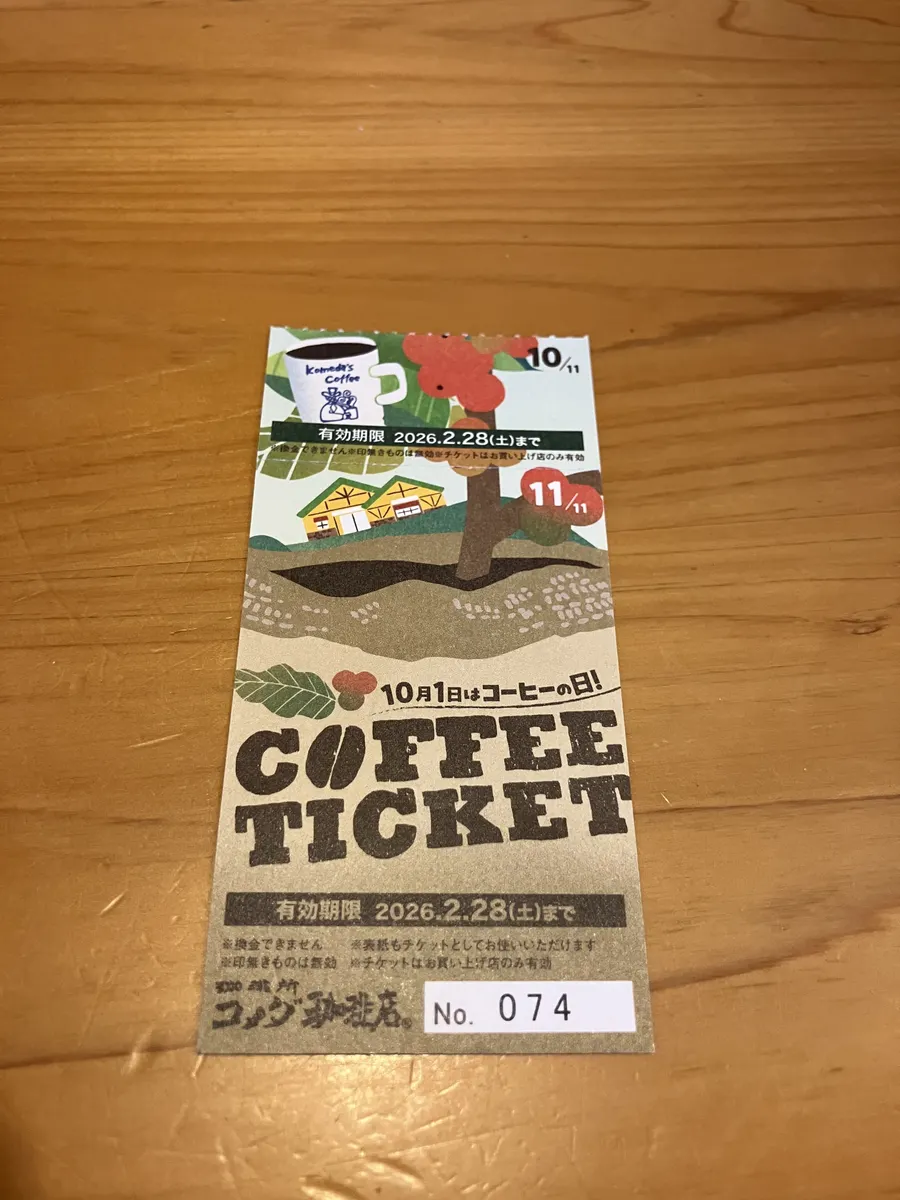 Komeda's
Coffee
10/11
有効期限 2026.2.28(土)まで
※換金できません※印無きものは無効※チケットはお買い上げ店のみ有効
11/11
10月1日はコーヒーの日!
COFFEE
TICKET
有効期限 2026.2.28(土)まで
※換金できません ※表紙もチケットとしてお使いいただけます
※印無きものは無効 ※チケットはお買い上げ店のみ有効
珈琲所
コメダ珈琲店®
No. 074